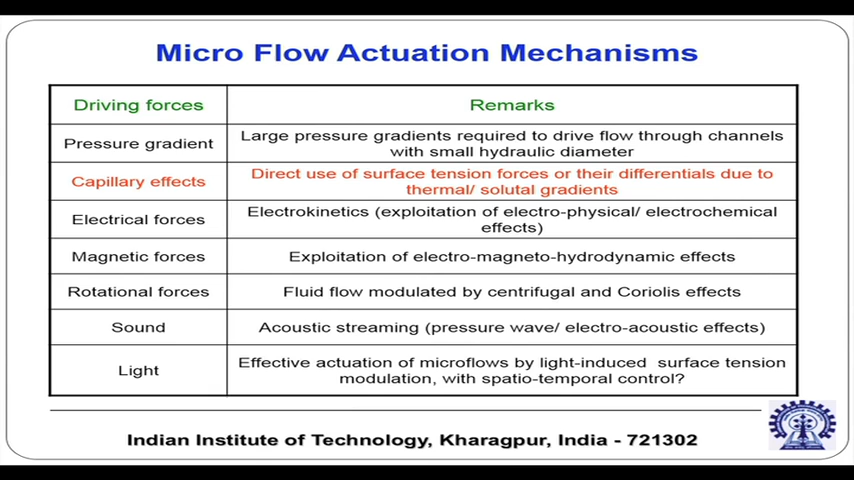 Micro Flow Actuation Mechanisms
Driving forces
Remarks
Pressure gradient
Large pressure gradients required to drive flow through channels
with small hydraulic diameter
Capillary effects
Direct use of surface tension forces or their differentials due to
thermal/ solutal gradients
Electrical forces
Electrokinetics (exploitation of electro-physical/ electrochemical
effects)
Magnetic forces
Exploitation of electro-magneto-hydrodynamic effects
Rotational forces
Fluid flow modulated by centrifugal and Coriolis effects
Sound
Acoustic streaming (pressure wave/ electro-acoustic effects)
Light
Effective actuation of microflows by light-induced surface tension
modulation, with spatio-temporal control?
Indian Institute of Technology, Kharagpur, India - 721302